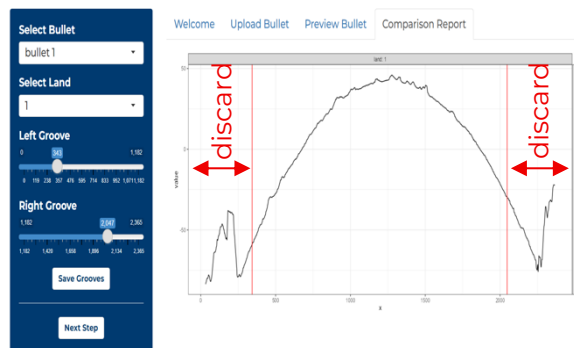 Select Bullet
bullet 1
Select Land
1
Left Groove
0 343 1,182
0 119 238 357 476 595 714 833 952 1,071 1,182
Right Groove
1,182 2,047 2,365
1,182 1,420 1,658 1,896 2,134 2,365
Save Grooves
Next Step
Welcome Upload Bullet Preview Bullet Comparison Report
land: 1
discard
discard
value
50
0
-50
0 500 1000 1500 2000